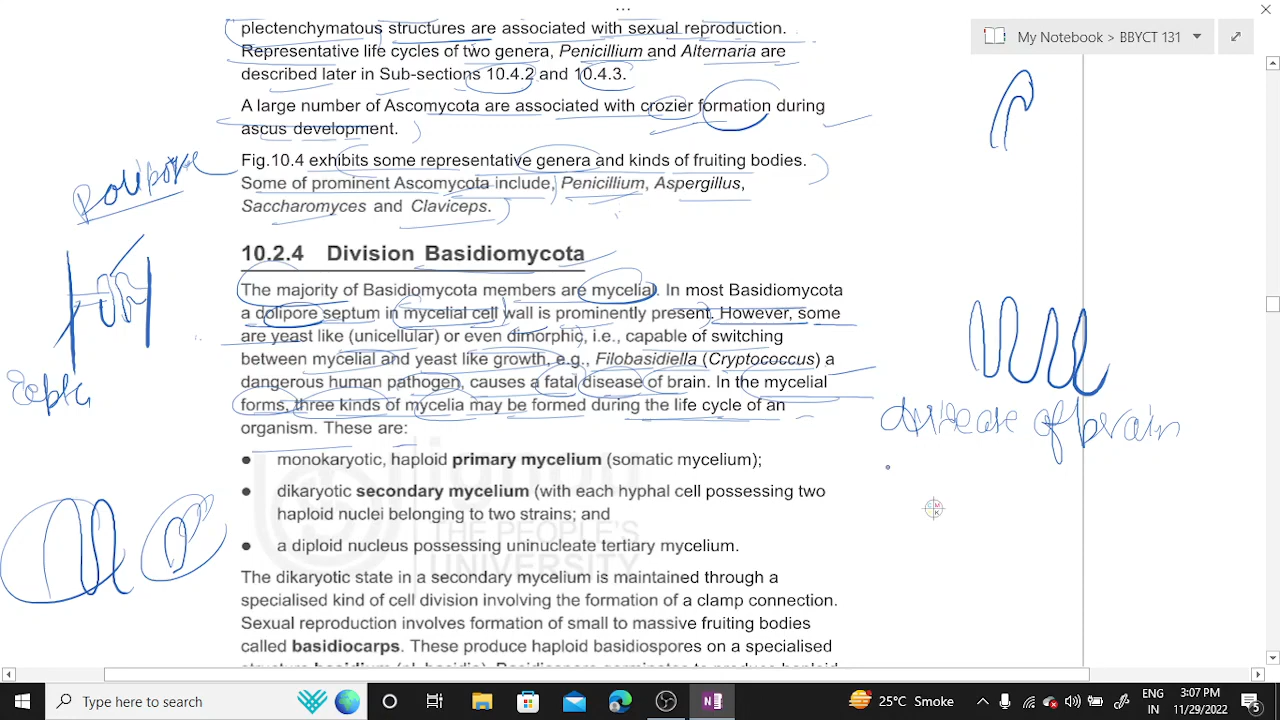 ...
plectenchymatous structures are associated with sexual reproduction.
Representative life cycles of two genera, Penicillium and Alternaria are
described later in Sub-sections 10.4.2 and 10.4.3.
A large number of Ascomycota are associated with crozier formation during
ascus development.
Fig.10.4 exhibits some representative genera and kinds of fruiting bodies.
Some of prominent Ascomycota include, Penicillium, Aspergillus,
Saccharomyces and Claviceps.
10.2.4 Division Basidiomycota
The majority of Basidiomycota members are mycelial. In most Basidiomycota
a dolipore septum in mycelial cell wall is prominently present. However, some
are yeast like (unicellular) or even dimorphic, i.e., capable of switching
between mycelial and yeast like growth, e.g., Filobasidiella (Cryptococcus) a
dangerous human pathogen, causes a fatal disease of brain. In the mycelial
forms, three kinds of mycelia may be formed during the life cycle of an
organism. These are:
● monokaryotic, haploid primary mycelium (somatic mycelium);
● dikaryotic secondary mycelium (with each hyphal cell possessing two
haploid nuclei belonging to two strains; and
● a diploid nucleus possessing uninucleate tertiary mycelium.
The dikaryotic state in a secondary mycelium is maintained through a
specialised kind of cell division involving the formation of a clamp connection.
Sexual reproduction involves formation of small to massive fruiting bodies
called basidiocarps. These produce haploid basidiospores on a specialised
ignou
THE PEOPLE'S
UNIVERSITY
disease of brain
My Notebook > BBYCT 131
Type here to search
25°C Smoke
ENG
IN
3:07 PM
11/29/2022
5